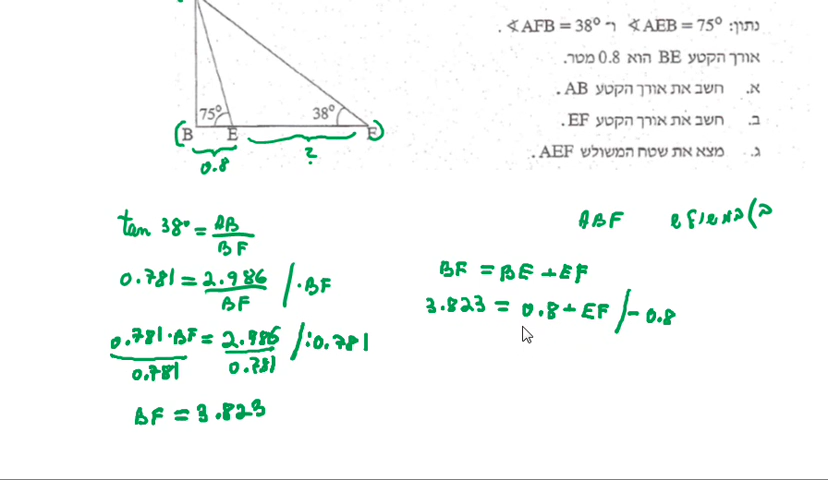 נתון: ∢AEB = 75° ו־ ∢AFB = 38° .
אורך הקטע BE הוא 0.8 מטר.
א. חשב את אורך הקטע AB .
ב. חשב את אורך הקטע EF .
ג. מצא את שטח המשולש AEF .
75° 38°
B E F
0.8 ?
ב) במשולש ABF
tan 38° = AB / BF
0.781 = 2.986 / BF /·BF
0.781·BF / 0.781 = 2.986 / 0.781 /:0.781
BF = 3.823
BF = BE + EF
3.823 = 0.8 + EF /- 0.8